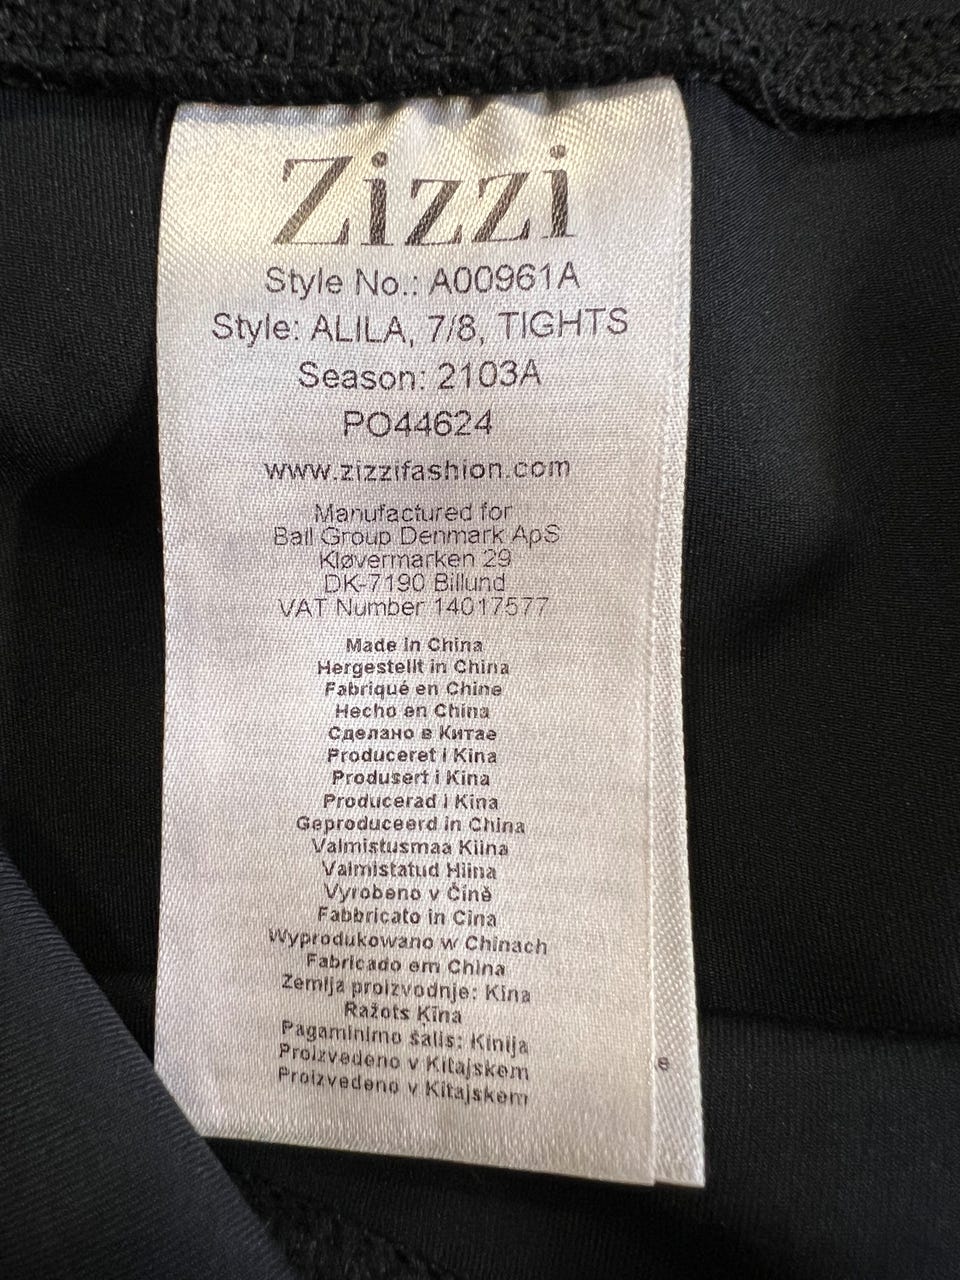 Zizzi
Style No.: A00961A
Style: ALILA, 7/8, TIGHTS
Season: 2103A
PO44624
www.zizzifashion.com
Manufactured for
Ball Group Denmark ApS
Kløvermarken 29
DK-7190 Billund
VAT Number 14017577
Made in China
Hergestellt in China
Fabriqué en Chine
Hecho en China
Сделано в Китае
Produceret i Kina
Produsert i Kina
Producerad i Kina
Geproduceerd in China
Valmistusmaa Kiina
Valmistatud Hiina
Vyrobeno v Číně
Fabbricato in Cina
Wyprodukowano w Chinach
Fabricado em China
Zemlja proizvodnje: Kina
Ražots Ķīna
Pagaminimo šalis: Kinija
Proizvedeno v Kitajskem
Proizvedeno v Kitajskem
e